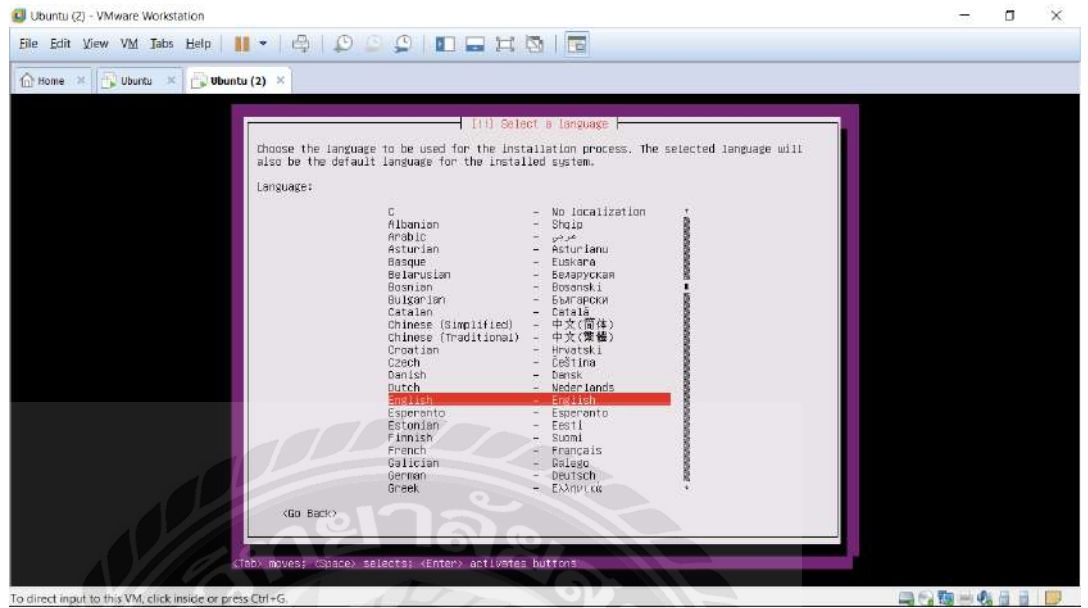 Ubuntu (2) - VMware Workstation
File Edit View VM Tabs Help
Home Ubuntu Ubuntu (2)
[!!] Select a language
Choose the language to be used for the installation process. The selected language will
also be the default language for the installed system.
Language:
C - No localization
Albanian - Shqip
Arabic - عربي
Asturian - Asturianu
Basque - Euskara
Belarusian - Беларуская
Bosnian - Bosanski
Bulgarian - Български
Catalan - Català
Chinese (Simplified) - 中文(简体)
Chinese (Traditional) - 中文(繁體)
Croatian - Hrvatski
Czech - Čeština
Danish - Dansk
Dutch - Nederlands
English - English
Esperanto - Esperanto
Estonian - Eesti
Finnish - Suomi
French - Français
Galician - Galego
German - Deutsch
Greek - Ελληνικά
<Go Back>
<Tab> moves; <Space> selects; <Enter> activates buttons
To direct input to this VM, click inside or press Ctrl+G.